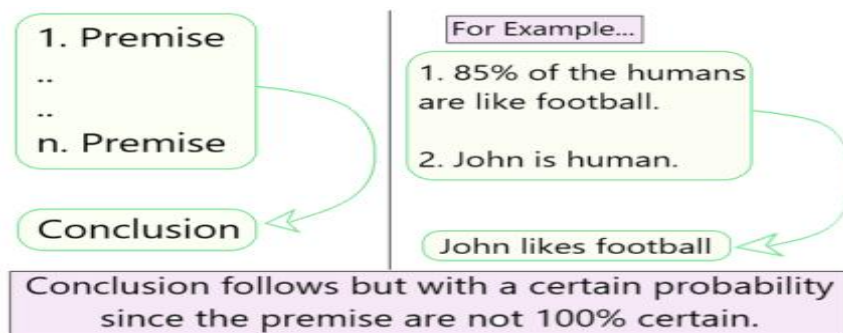 1. Premise
..
..
n. Premise
Conclusion
For Example...
1. 85% of the humans
are like football.
2. John is human.
John likes football
Conclusion follows but with a certain probability
since the premise are not 100% certain.